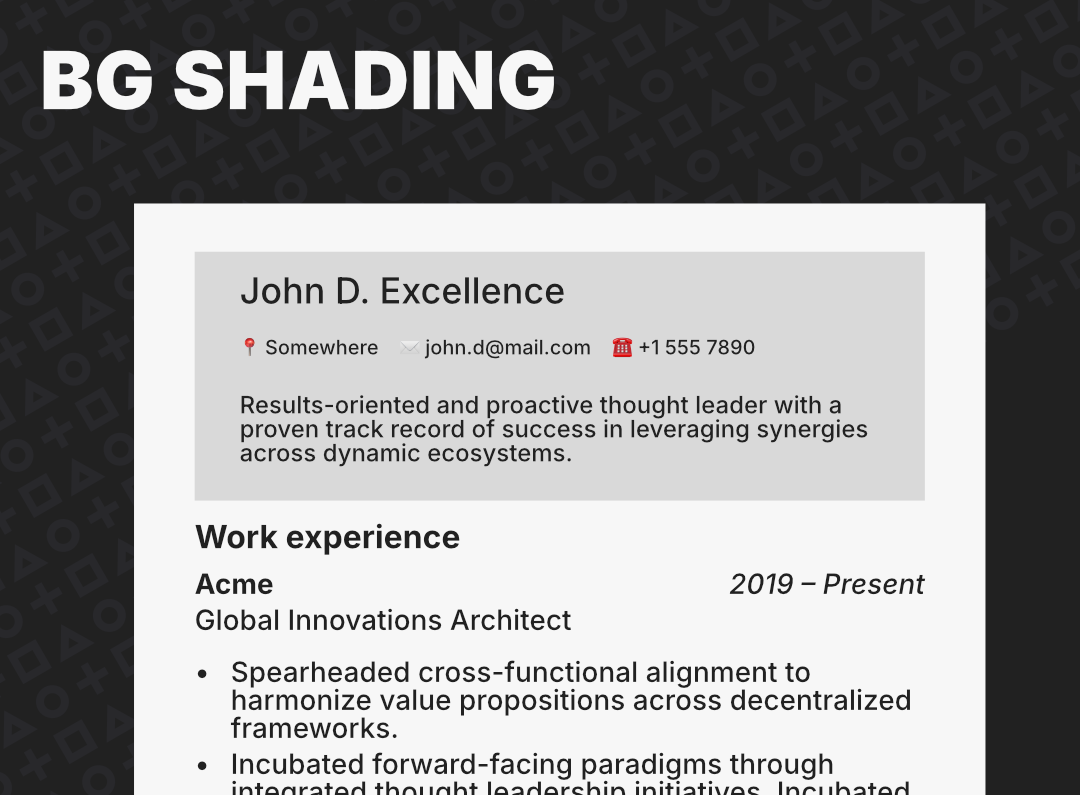 BG SHADING
John D. Excellence
📍 Somewhere ✉️ john.d@mail.com ☎️ +1 555 7890
Results-oriented and proactive thought leader with a
proven track record of success in leveraging synergies
across dynamic ecosystems.
Work experience
Acme 2019 – Present
Global Innovations Architect
• Spearheaded cross-functional alignment to
harmonize value propositions across decentralized
frameworks.
• Incubated forward-facing paradigms through
integrated thought leadership initiatives. Incubated